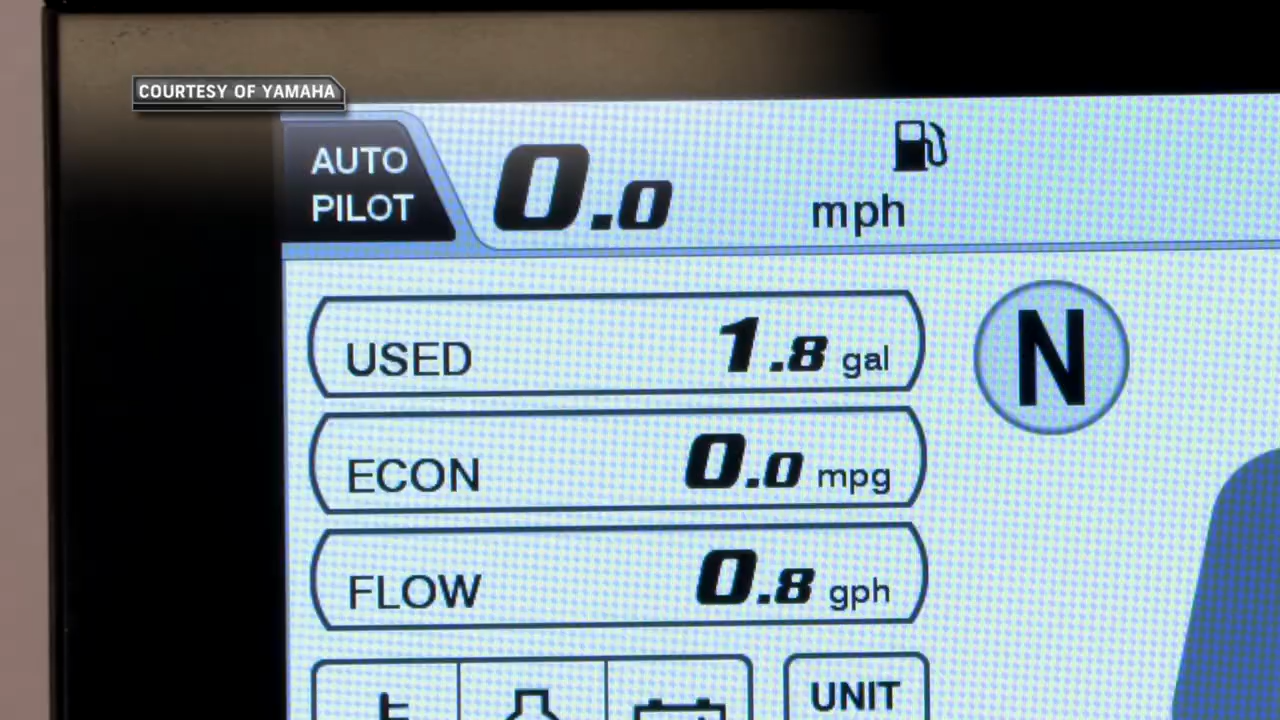 COURTESY OF YAMAHA
AUTO
PILOT
0.0
mph
USED 1.8 gal
N
ECON 0.0 mpg
FLOW 0.8 gph
UNIT